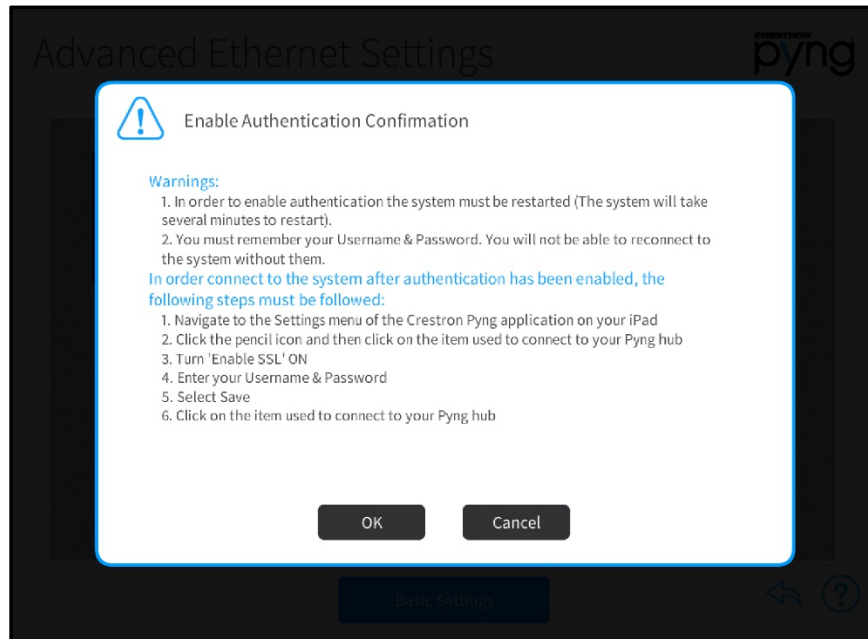 Advanced Ethernet Settings
CRESTRON
pyng
Enable Authentication Confirmation
Warnings:
1. In order to enable authentication the system must be restarted (The system will take
several minutes to restart).
2. You must remember your Username & Password. You will not be able to reconnect to
the system without them.
In order connect to the system after authentication has been enabled, the
following steps must be followed:
1. Navigate to the Settings menu of the Crestron Pyng application on your iPad
2. Click the pencil icon and then click on the item used to connect to your Pyng hub
3. Turn 'Enable SSL' ON
4. Enter your Username & Password
5. Select Save
6. Click on the item used to connect to your Pyng hub
OK
Cancel
Basic Settings
?